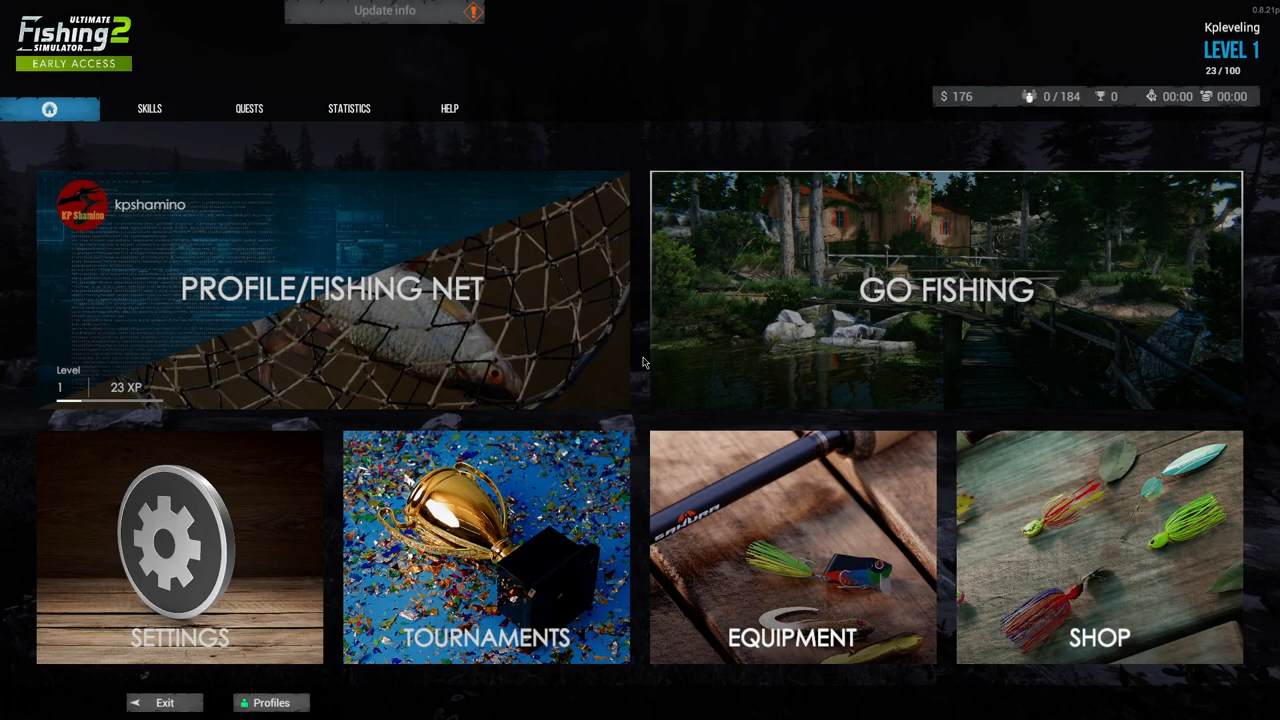 Update info
0.8.21p
ULTIMATE
Fishing 2
SIMULATOR
EARLY ACCESS
Kpleveling
LEVEL 1
23 / 100
$ 176
0 / 184
0
00:00
00:00
SKILLS
QUESTS
STATISTICS
HELP
KP Shamino
kpshamino
PROFILE/FISHING NET
GO FISHING
Level
1
23 XP
SAKURA
SETTINGS
TOURNAMENTS
EQUIPMENT
SHOP
Exit
Profiles